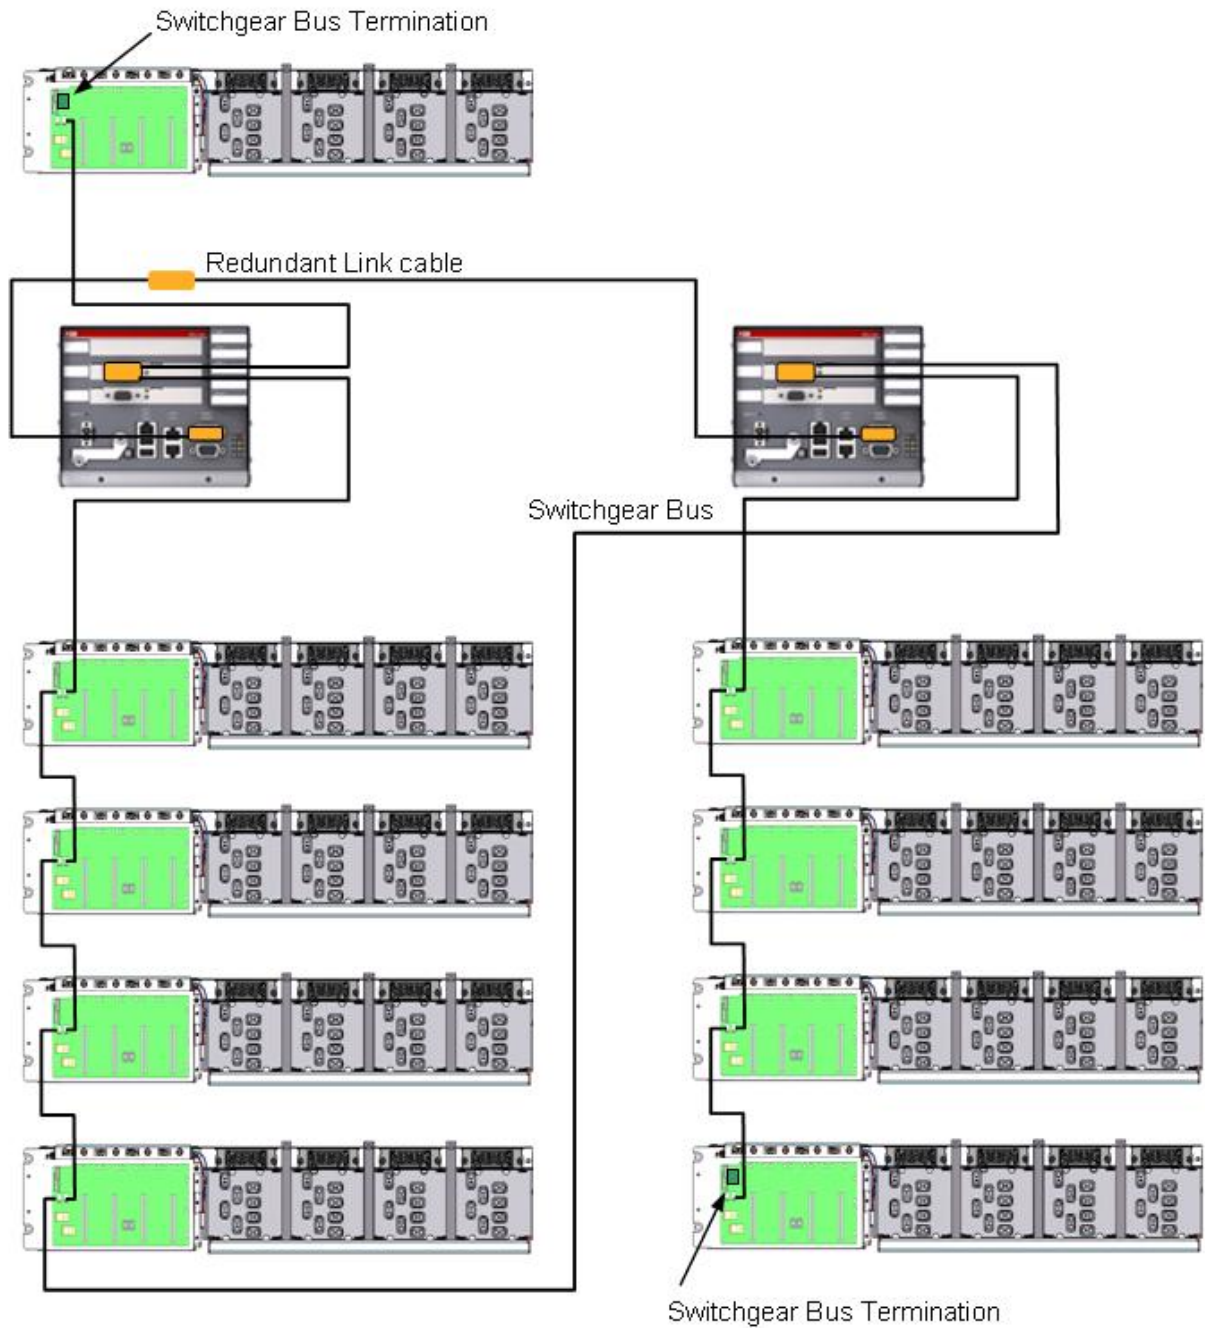 Switchgear Bus Termination
Redundant Link cable
Switchgear Bus
Switchgear Bus Termination